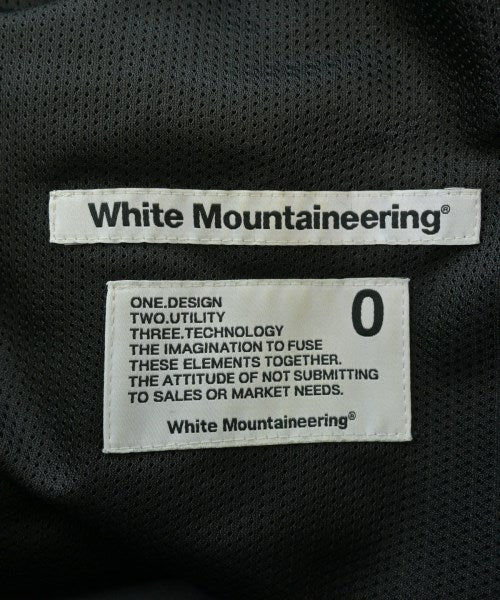 White Mountaineering®
ONE.DESIGN
TWO.UTILITY
THREE.TECHNOLOGY
THE IMAGINATION TO FUSE
THESE ELEMENTS TOGETHER.
THE ATTITUDE OF NOT SUBMITTING
TO SALES OR MARKET NEEDS.
0
White Mountaineering®